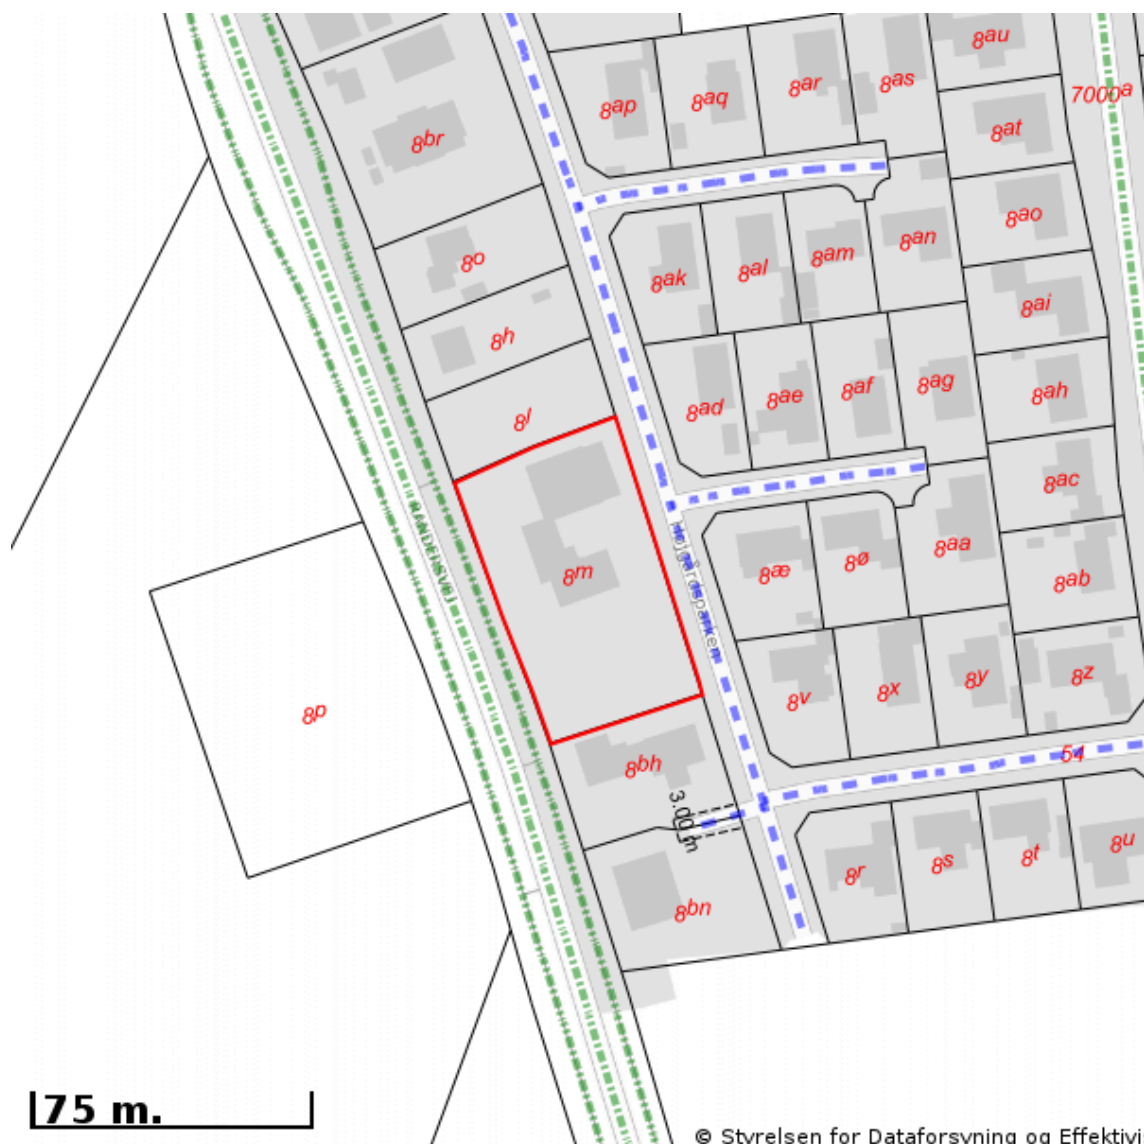 8au
7000a
8as
8ar
8aq
8ap
8at
8br
8ao
8an
8am
8al
8ak
8o
8ai
8h
8ag
8af
8ae
8ad
8ah
8l
8ac
8aa
8ø
8æ
8m
8ab
RANDERSVEJ
Højgårdsparken
8z
8y
8x
8v
8p
54
8bh
3.00 m
8u
8t
8s
8r
8bn
75 m.
© Styrelsen for Dataforsyning og Effektivi